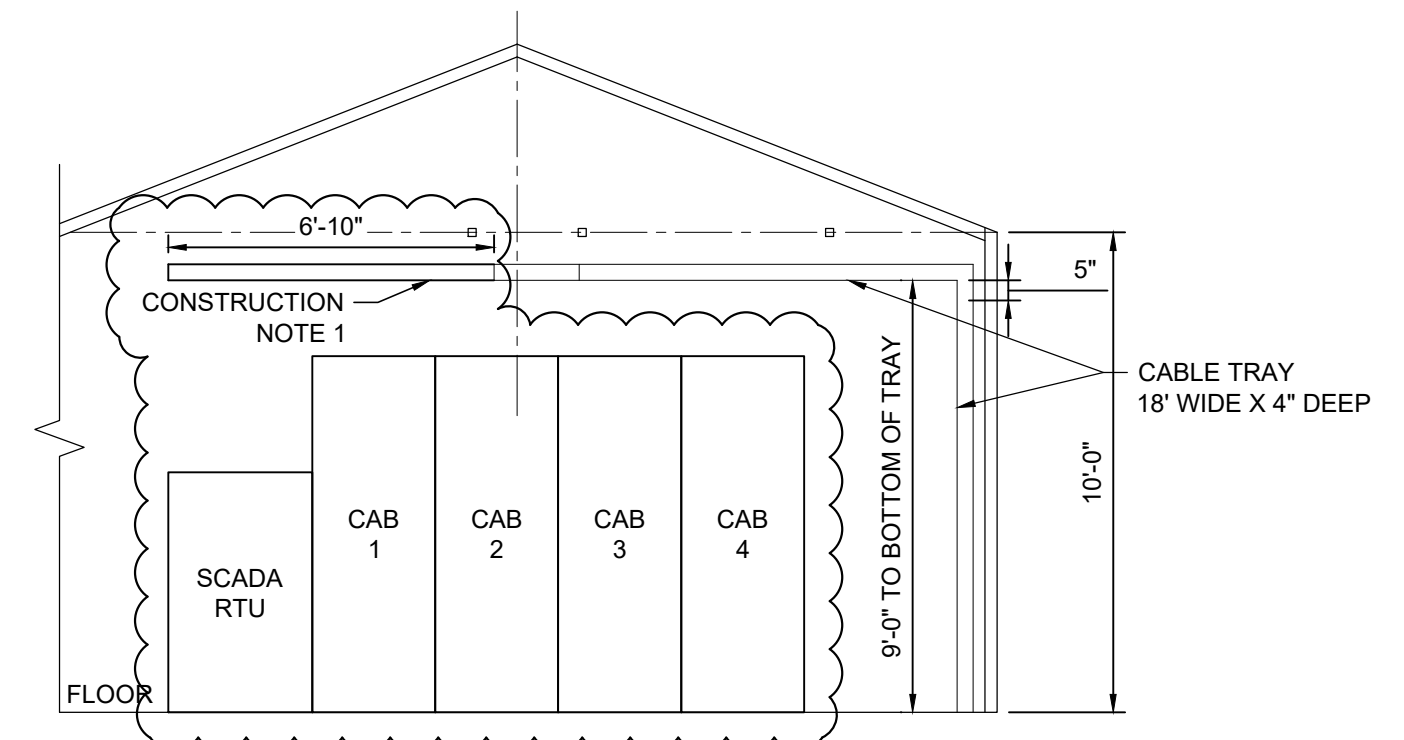 6'-10"
5"
CONSTRUCTION
NOTE 1
CABLE TRAY
18' WIDE X 4" DEEP
9'-0" TO BOTTOM OF TRAY
10'-0"
CAB
1
CAB
2
CAB
3
CAB
4
SCADA
RTU
FLOOR